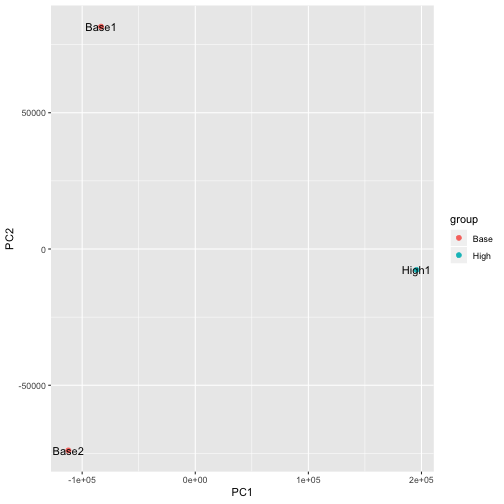 Base1
50000
PC2
0
High1
-50000
Base2
-1e+05
0e+00
1e+05
2e+05
PC1
group
Base
High